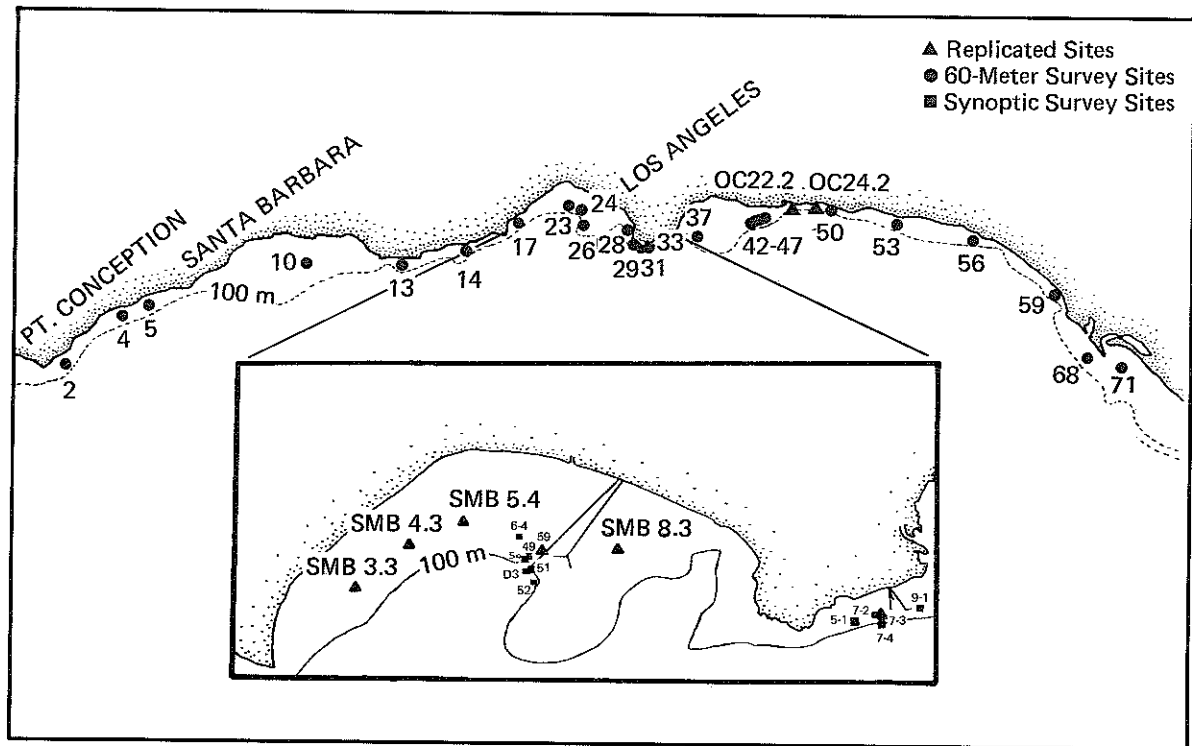 ▲ Replicated Sites
● 60-Meter Survey Sites
■ Synoptic Survey Sites
PT. CONCEPTION
SANTA BARBARA
LOS ANGELES
OC22.2
OC24.2
2
4
5
10
100 m
13
14
17
23
24
26
28
29
31
33
37
42-47
50
53
56
59
68
71
SMB 3.3
SMB 4.3
SMB 5.4
SMB 8.3
100 m
6-4
59
49
51
D3
52
5-1
7-2
7-3
7-4
9-1